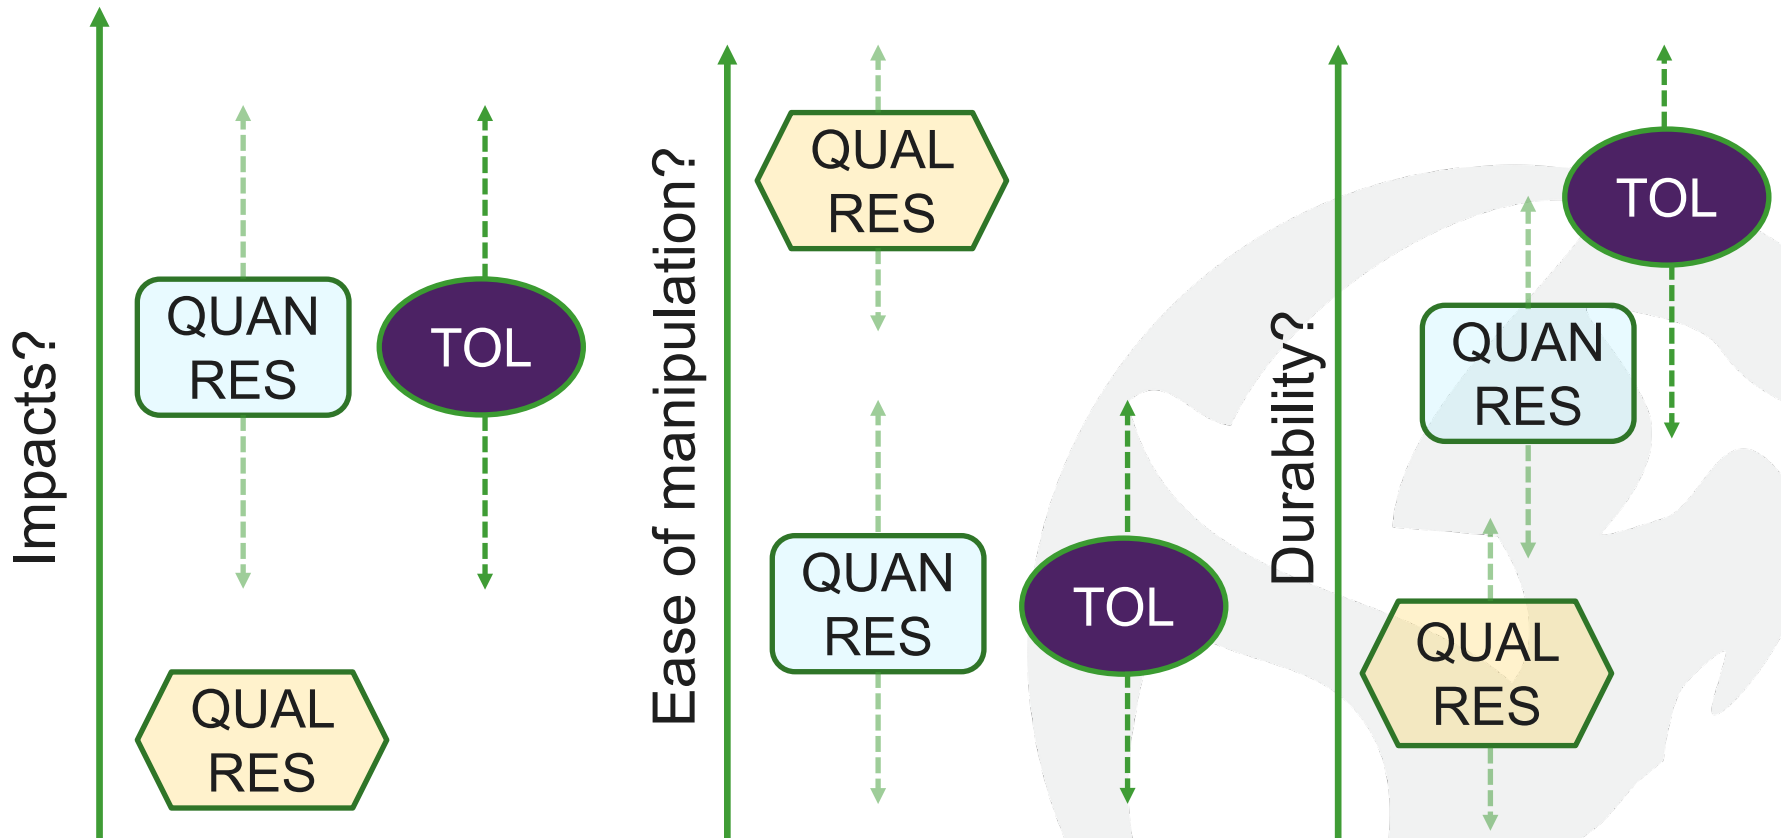 Impacts?
QUAN
RES
TOL
QUAL
RES
Ease of manipulation?
QUAL
RES
QUAN
RES
TOL
Durability?
TOL
QUAN
RES
QUAL
RES